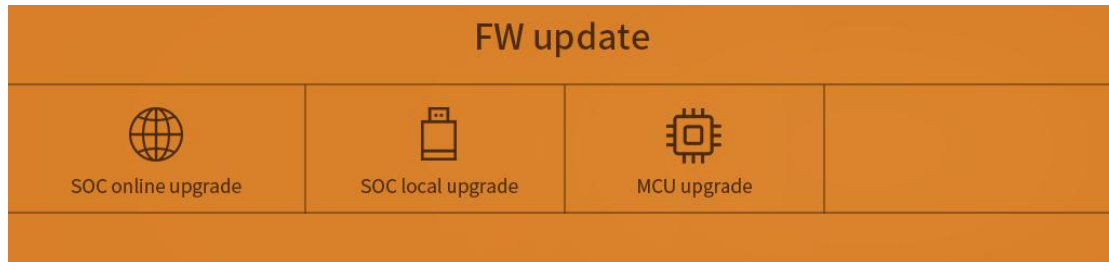 FW update
SOC online upgrade
SOC local upgrade
MCU upgrade